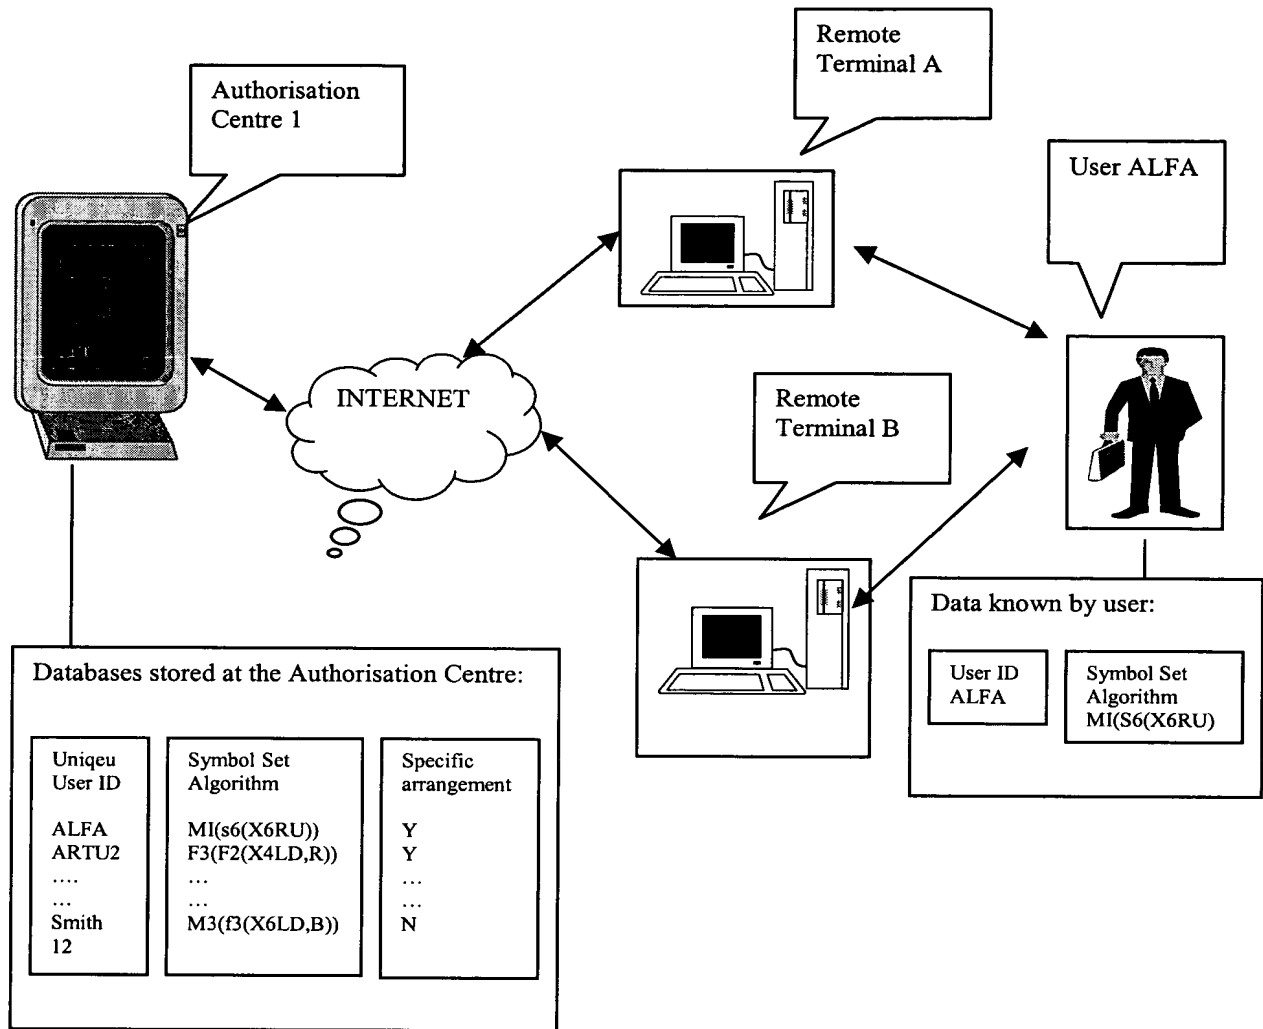 Remote
Terminal A
Authorisation
Centre 1
User ALFA
INTERNET
Remote
Terminal B
Data known by user:
User ID
ALFA
Symbol Set
Algorithm
MI(S6(X6RU)
Databases stored at the Authorisation Centre:
Uniqeu
User ID
ALFA
ARTU2
....
...
Smith
12
Symbol Set
Algorithm
MI(s6(X6RU))
F3(F2(X4LD,R))
...
...
M3(f3(X6LD,B))
Specific
arrangement
Y
Y
...
...
N